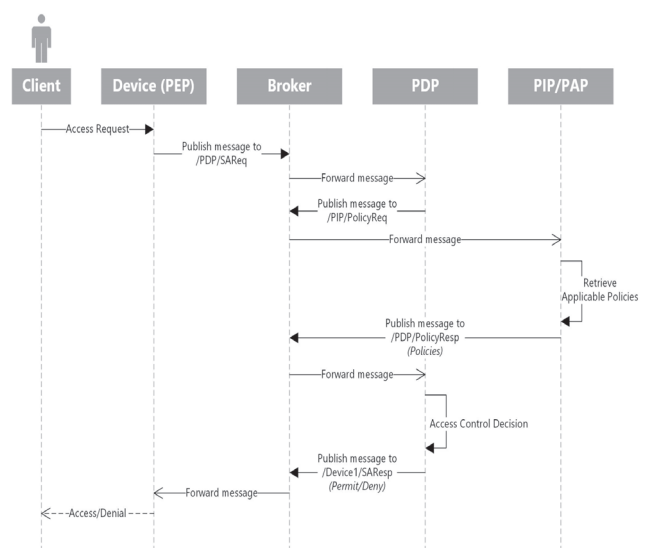 Client
Device (PEP)
Broker
PDP
PIP/PAP
Access Request
Publish message to
/PDP/SAReq
Forward message
Publish message to
/PIP/PolicyReq
Forward message
Retrieve
Applicable Policies
Publish message to
/PDP/PolicyResp
(Policies)
Forward message
Access Control Decision
Publish message to
/Device1/SAResp
(Permit/Deny)
Forward message
Access/Denial